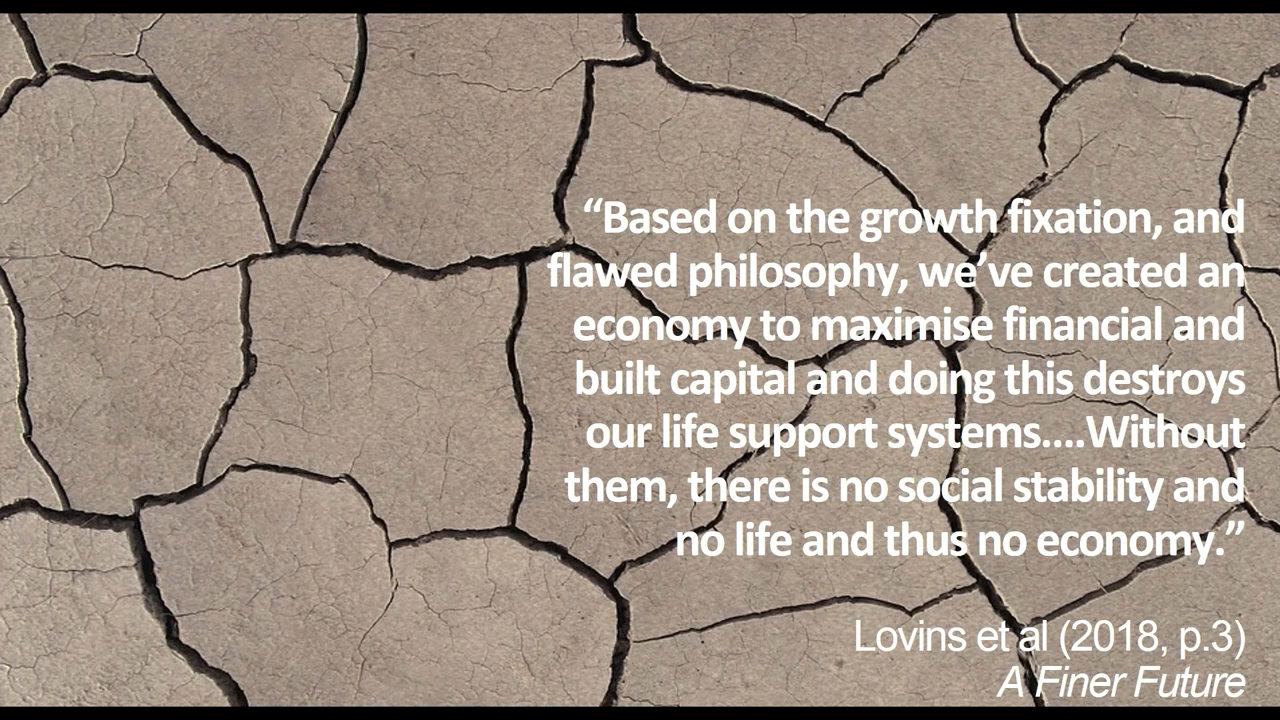 “Based on the growth fixation, and
flawed philosophy, we’ve created an
economy to maximise financial and
built capital and doing this destroys
our life support systems....Without
them, there is no social stability and
no life and thus no economy.”
Lovins et al (2018, p.3)
A Finer Future